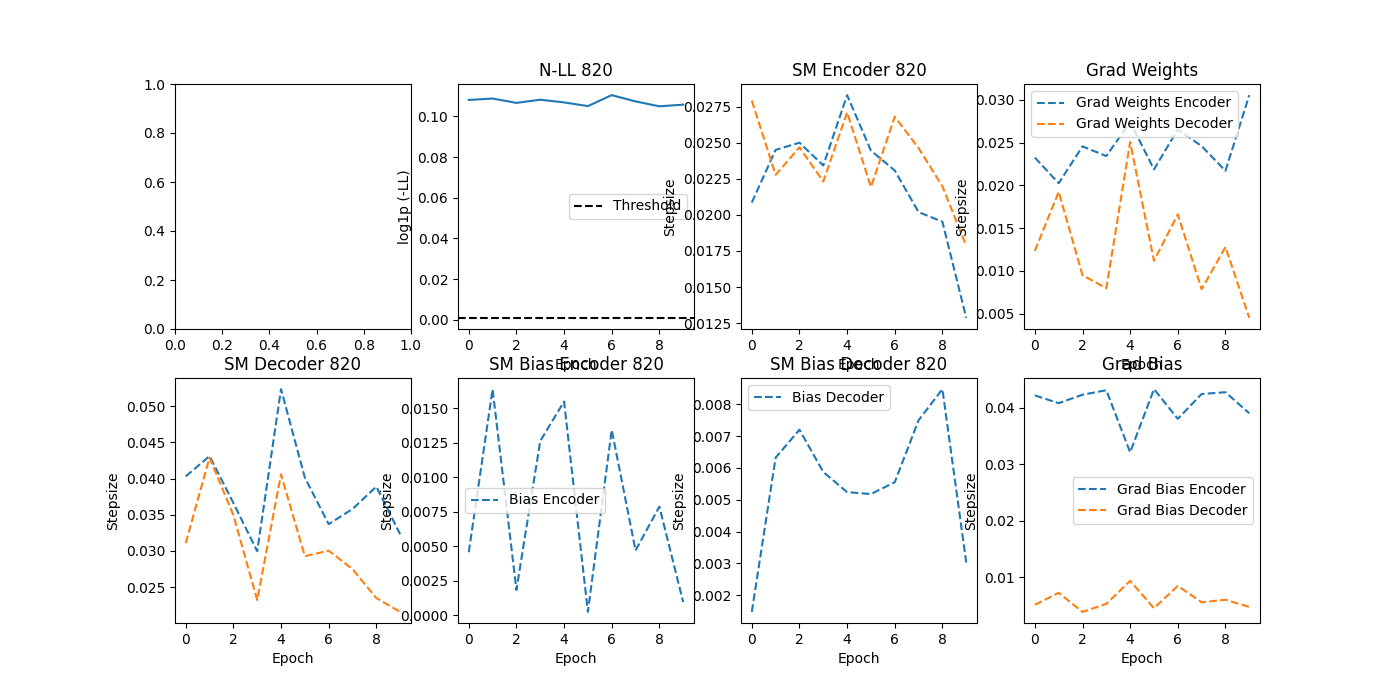 N-LL 820
SM Encoder 820
Grad Weights
1.0
0.8
0.6
0.4
0.2
0.0
0.0 0.2 0.4 0.6 0.8 1.0
log1p (-LL)
0.10
0.08
0.06
0.04
0.02
0.00
Threshold
0 2 4 6 8
Epoch
Stepsize
0.0275
0.0250
0.0225
0.0200
0.0175
0.0150
0.0125
0 2 4 6 8
Epoch
Stepsize
0.030
0.025
0.020
0.015
0.010
0.005
Grad Weights Encoder
Grad Weights Decoder
0 2 4 6 8
Epoch
SM Decoder 820
SM Bias Encoder 820
SM Bias Decoder 820
Grad Bias
Stepsize
0.050
0.045
0.040
0.035
0.030
0.025
0 2 4 6 8
Epoch
Stepsize
0.0150
0.0125
0.0100
0.0075
0.0050
0.0025
0.0000
Bias Encoder
0 2 4 6 8
Epoch
Stepsize
0.008
0.007
0.006
0.005
0.004
0.003
0.002
Bias Decoder
0 2 4 6 8
Epoch
Stepsize
0.04
0.03
0.02
0.01
Grad Bias Encoder
Grad Bias Decoder
0 2 4 6 8
Epoch